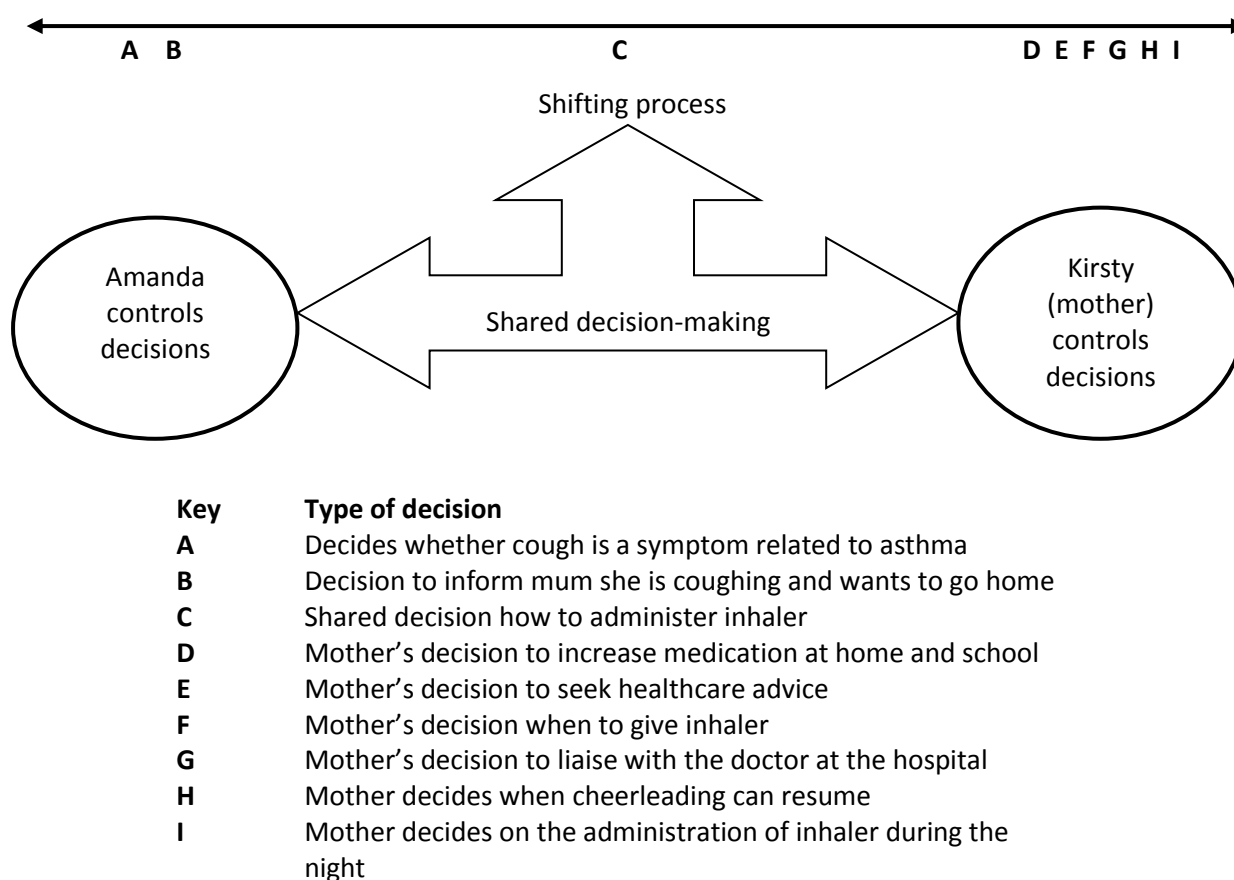 A B C D E F G H I
Shifting process
Amanda
controls
decisions
Shared decision-making
Kirsty
(mother)
controls
decisions
Key Type of decision
A Decides whether cough is a symptom related to asthma
B Decision to inform mum she is coughing and wants to go home
C Shared decision how to administer inhaler
D Mother’s decision to increase medication at home and school
E Mother’s decision to seek healthcare advice
F Mother’s decision when to give inhaler
G Mother’s decision to liaise with the doctor at the hospital
H Mother decides when cheerleading can resume
I Mother decides on the administration of inhaler during the
night